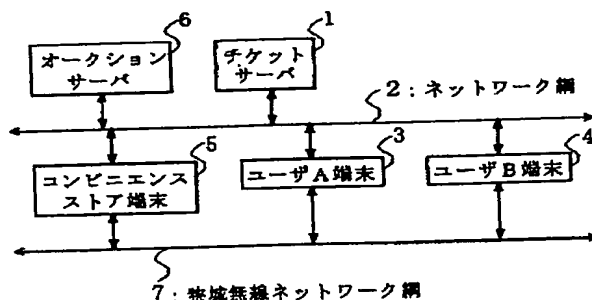 6
1
オークション
サーバ
チケット
サーバ
2：ネットワーク網
5
3
4
コンビニエンス
ストア端末
ユーザA端末
ユーザB端末
7：狭域無線ネットワーク網